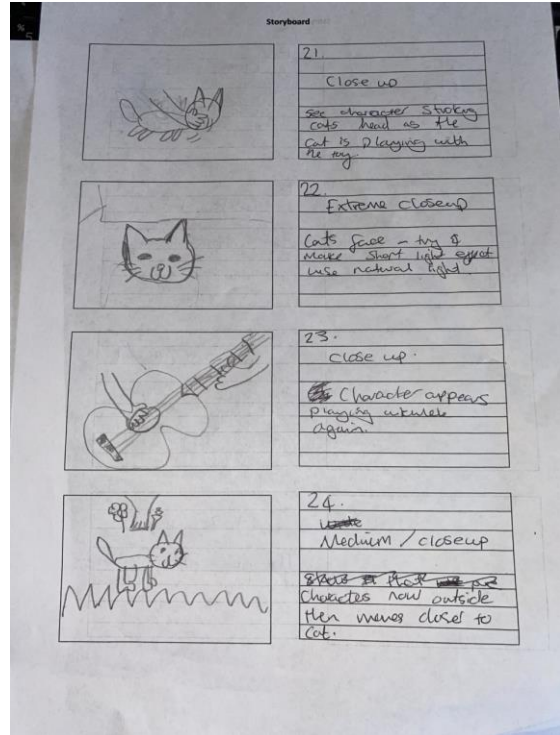 Storyboard
21.
Close up
see character stroking
cats head as the
cat is playing with
the toy.
22.
Extreme closeup
Cats face - try &
make short light effect
use natural light
23.
close up.
Character appears
playing ukulele
again.
24.
Medium / closeup
Character now outside
then moves closer to
cat.